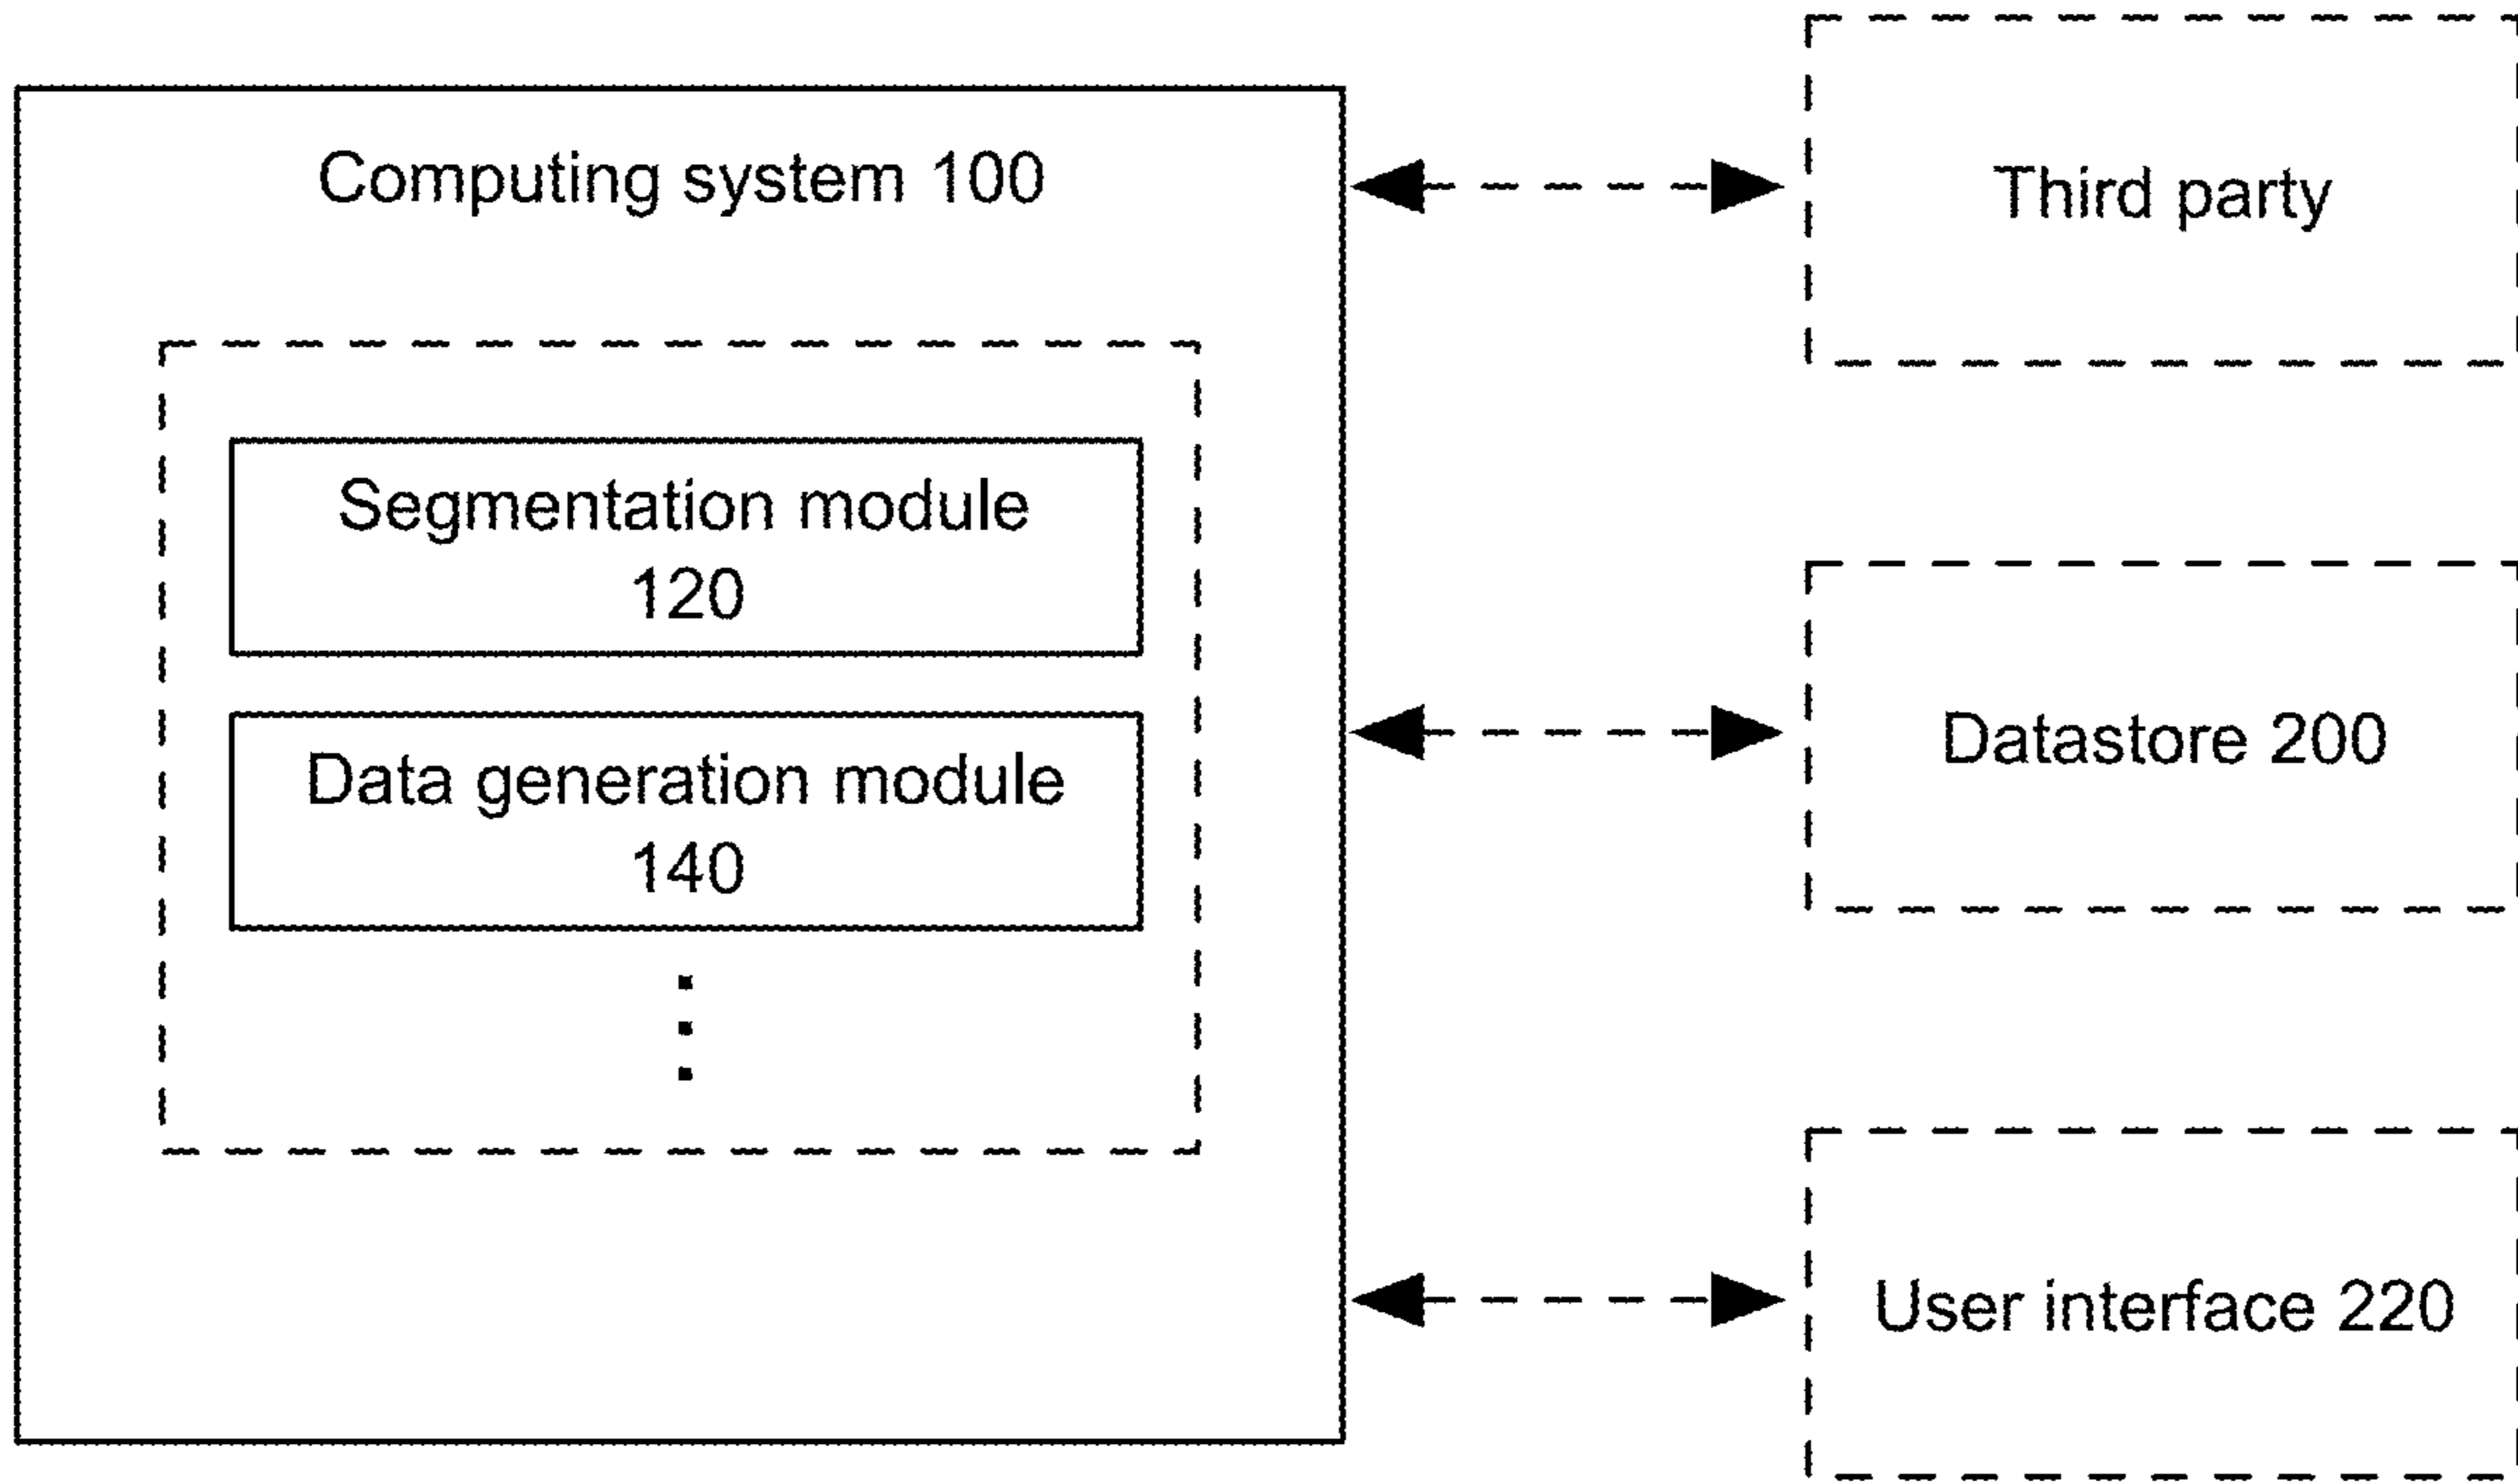 Computing system 100
Segmentation module
120
Data generation module
140
Third party
Datastore 200
User interface 220